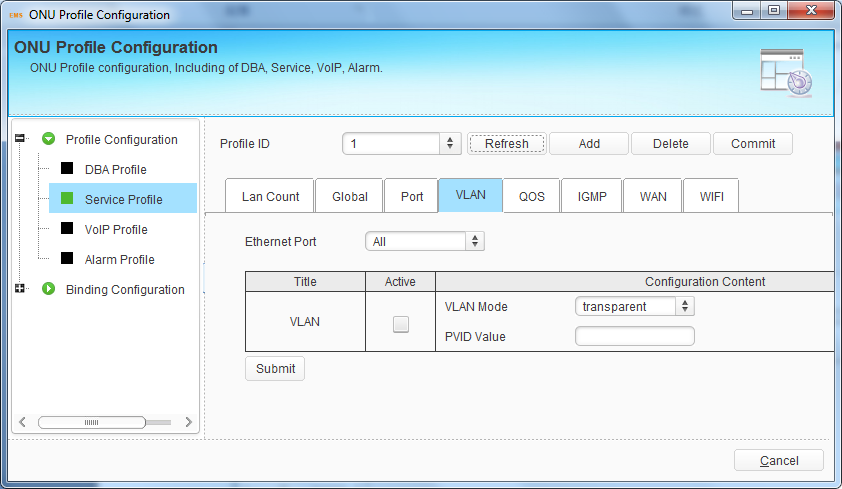 EMS ONU Profile Configuration
ONU Profile Configuration
ONU Profile configuration, Including of DBA, Service, VoIP, Alarm.
Profile Configuration
DBA Profile
Service Profile
VoIP Profile
Alarm Profile
Binding Configuration
Profile ID 1 Refresh Add Delete Commit
Lan Count Global Port VLAN QOS IGMP WAN WIFI
Ethernet Port All
Title Active Configuration Content
VLAN
VLAN Mode transparent
PVID Value
Submit
Cancel